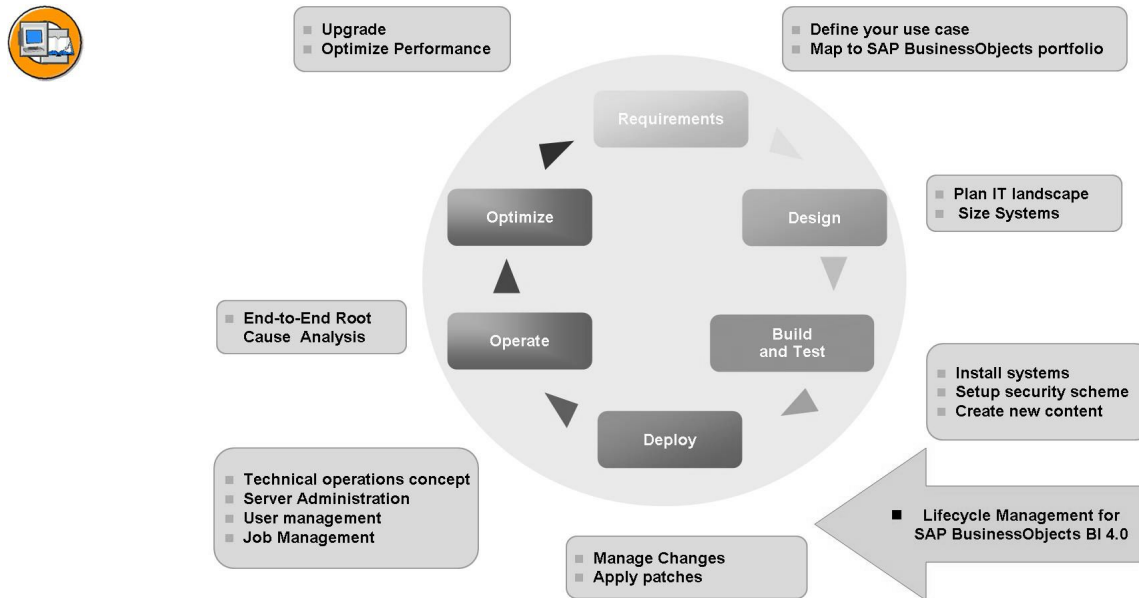 Upgrade
Optimize Performance
Define your use case
Map to SAP BusinessObjects portfolio
Requirements
Optimize
Design
Plan IT landscape
Size Systems
End-to-End Root
Cause Analysis
Operate
Build
and Test
Install systems
Setup security scheme
Create new content
Deploy
Technical operations concept
Server Administration
User management
Job Management
Lifecycle Management for
SAP BusinessObjects BI 4.0
Manage Changes
Apply patches